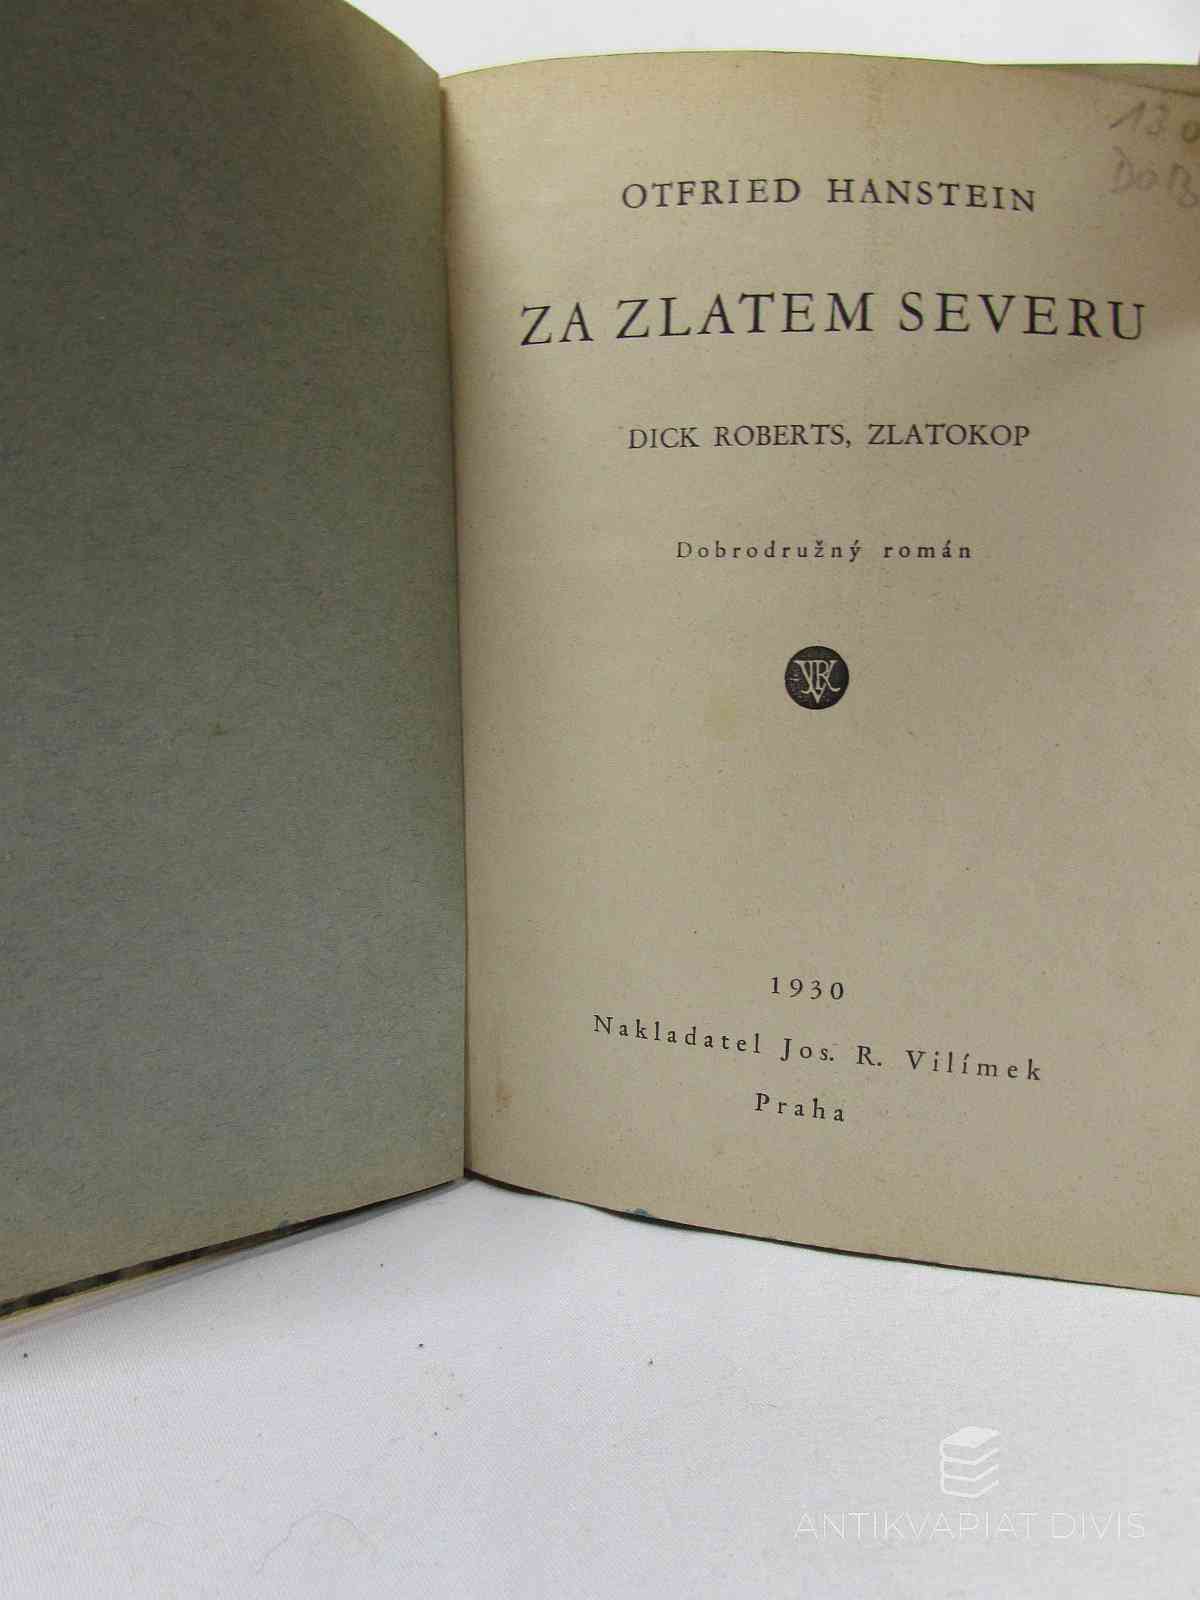 OTFRIED HANSTEIN
ZA ZLATEM SEVERU
DICK ROBERTS, ZLATOKOP
Dobrodružný román
1930
Nakladatel Jos. R. Vilímek
Praha
ANTIKVARIAT DIVIS